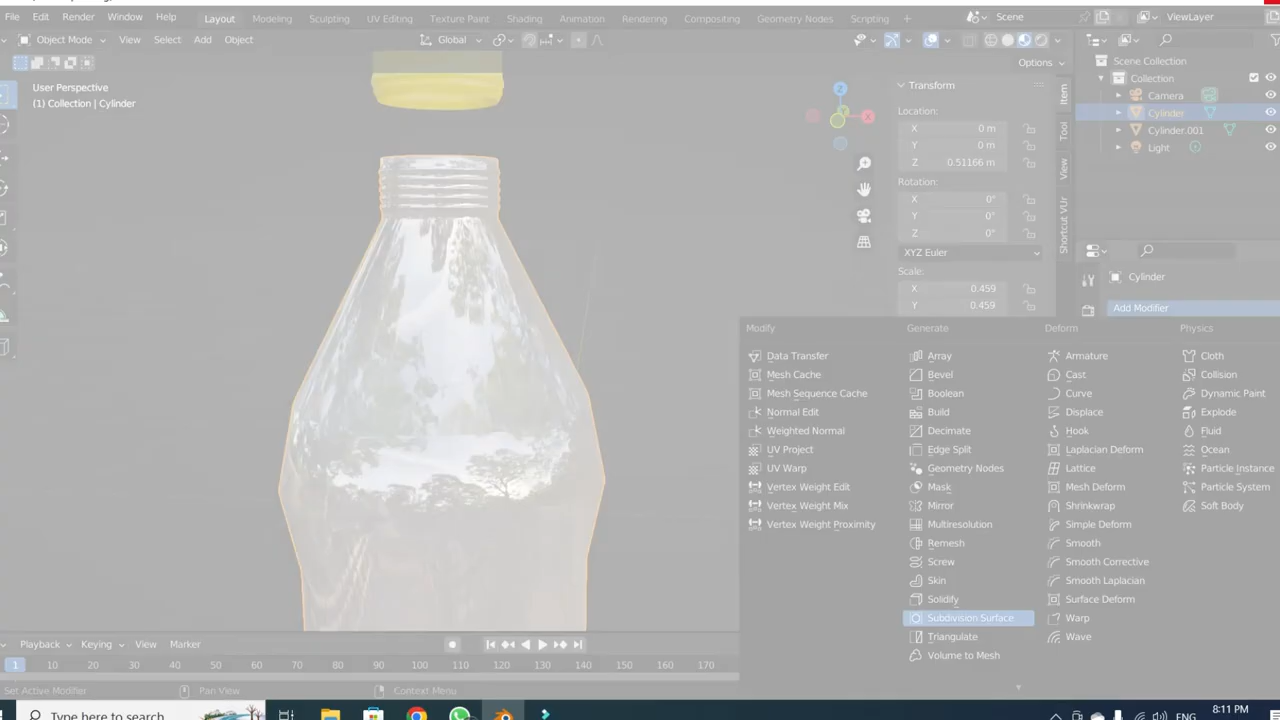 File Edit Render Window Help Layout Modeling Sculpting UV Editing Texture Paint Shading Animation Rendering Compositing Geometry Nodes Scripting + Scene ViewLayer
Object Mode View Select Add Object Global
Options
User Perspective
(1) Collection | Cylinder
Transform
Location:
X 0 m
Y 0 m
Z 0.51166 m
Rotation:
X 0°
Y 0°
Z 0°
XYZ Euler
Scale:
X 0.459
Y 0.459
Item
Tool
View
Shortcut VUr
Z
Y
X
Scene Collection
Collection
Camera
Cylinder
Cylinder.001
Light
Cylinder
Add Modifier
Modify
Data Transfer
Mesh Cache
Mesh Sequence Cache
Normal Edit
Weighted Normal
UV Project
UV Warp
Vertex Weight Edit
Vertex Weight Mix
Vertex Weight Proximity
Generate
Array
Bevel
Boolean
Build
Decimate
Edge Split
Geometry Nodes
Mask
Mirror
Multiresolution
Remesh
Screw
Skin
Solidify
Subdivision Surface
Triangulate
Volume to Mesh
Deform
Armature
Cast
Curve
Displace
Hook
Laplacian Deform
Lattice
Mesh Deform
Shrinkwrap
Simple Deform
Smooth
Smooth Corrective
Smooth Laplacian
Surface Deform
Warp
Wave
Physics
Cloth
Collision
Dynamic Paint
Explode
Fluid
Ocean
Particle Instance
Particle System
Soft Body
Playback Keying View Marker
1 10 20 30 40 50 60 70 80 90 100 110 120 130 140 150 160 170
Set Active Modifier Pan View Context Menu
Type here to search
ENG
8:11 PM